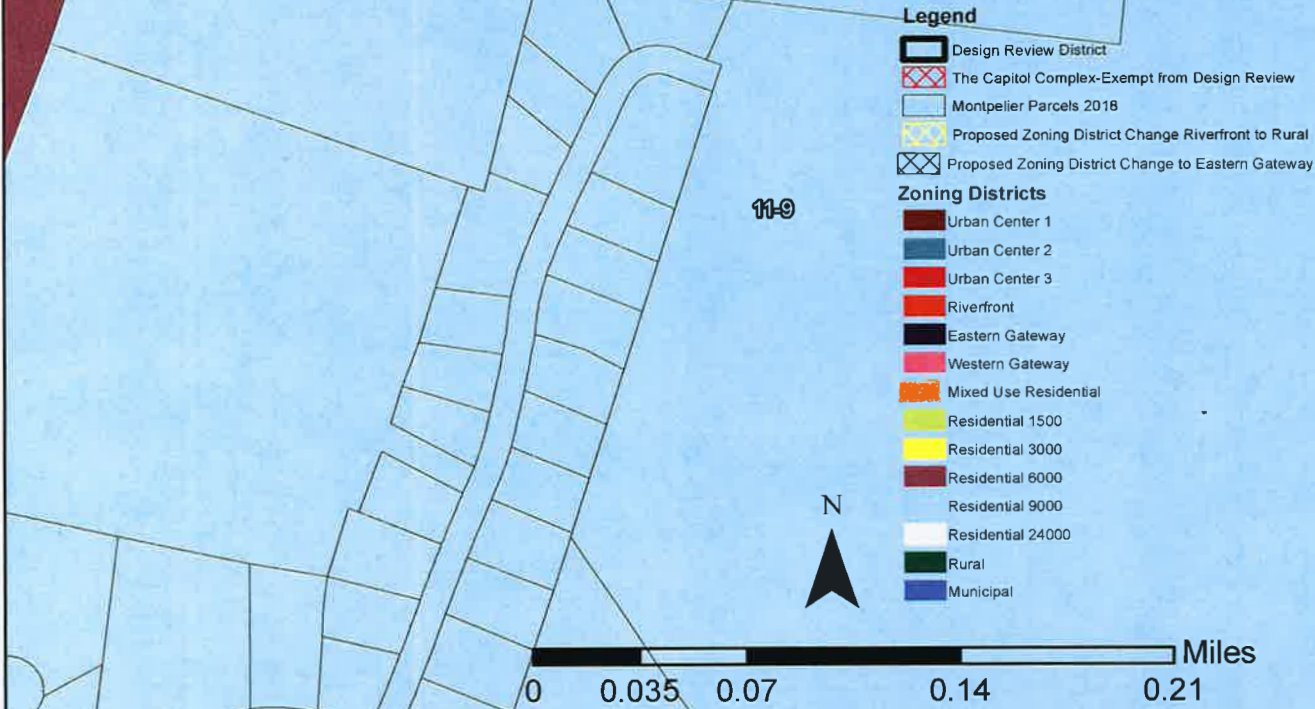 Legend
Design Review District
The Capitol Complex-Exempt from Design Review
Montpelier Parcels 2018
Proposed Zoning District Change Riverfront to Rural
Proposed Zoning District Change to Eastern Gateway
Zoning Districts
Urban Center 1
11-9
Urban Center 2
Urban Center 3
Riverfront
Eastern Gateway
Western Gateway
Mixed Use Residential
Residential 1500
Residential 3000
Residential 6000
Residential 9000
N
Residential 24000
Rural
Municipal
Miles
0 0.035 0.07 0.14 0.21